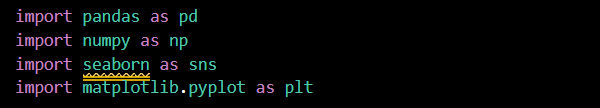 import pandas as pd
import numpy as np
import seaborn as sns
import matplotlib.pyplot as plt